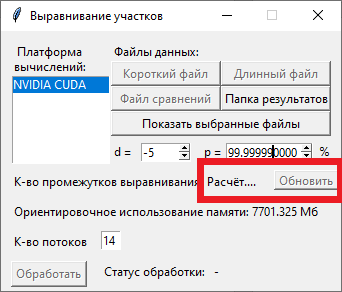 Выравнивание участков
Платформа вычислений:
NVIDIA CUDA
Файлы данных:
Короткий файл Длинный файл
Файл сравнений Папка результатов
Показать выбранные файлы
d = -5 p = 99.999990000 %
К-во промежутков выравнивания Расчёт.... Обновить
Ориентировочное использование памяти: 7701.325 Мб
К-во потоков 14
Обработать Статус обработки: -